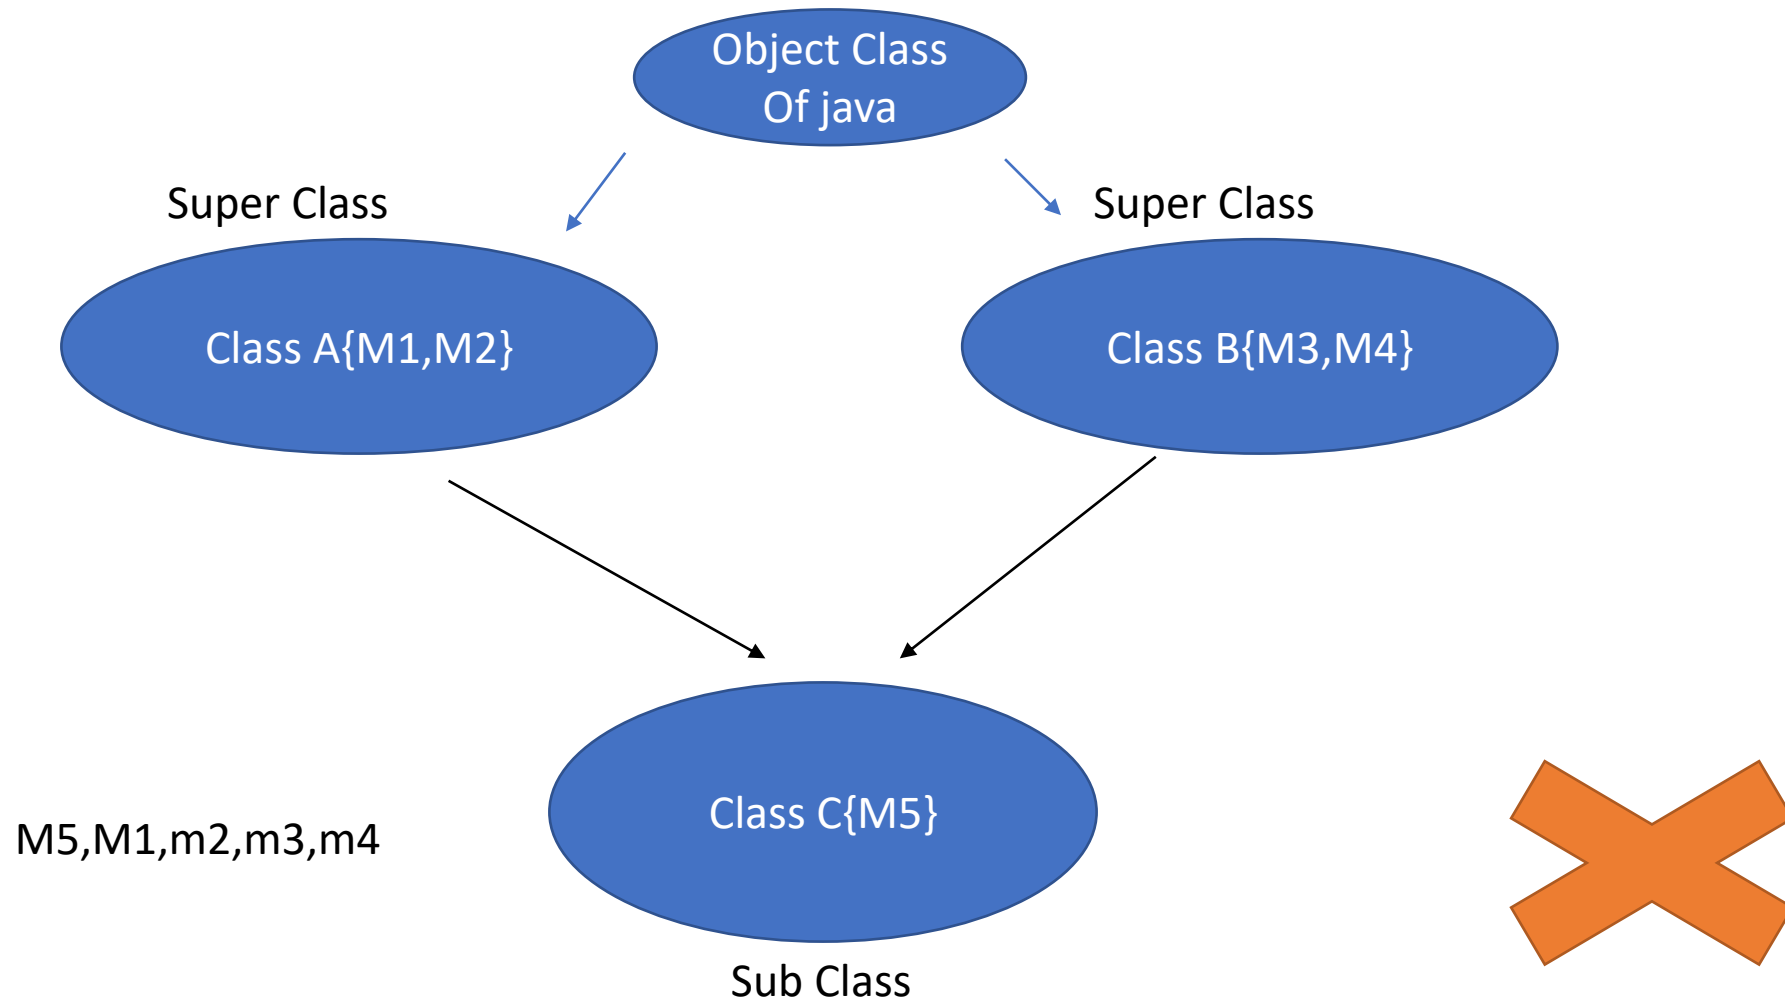 Object Class
Of java
Super Class
Super Class
Class A{M1,M2}
Class B{M3,M4}
Class C{M5}
M5,M1,m2,m3,m4
Sub Class